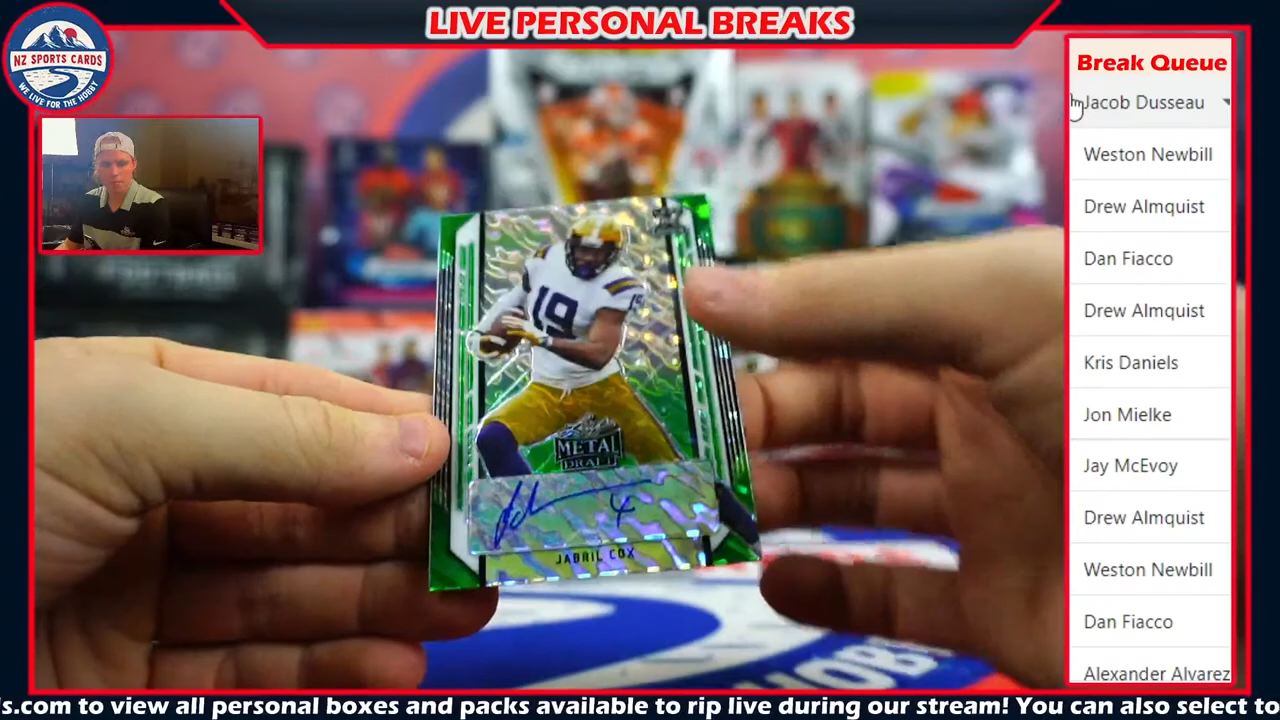 LIVE PERSONAL BREAKS
NZ SPORTS CARDS
WE LIVE FOR THE HOBBY
Break Queue
Jacob Dusseau
Weston Newbill
Drew Almquist
Dan Fiacco
Drew Almquist
Kris Daniels
Jon Mielke
Jay McEvoy
Drew Almquist
Weston Newbill
Dan Fiacco
Alexander Alvarez
19
19
METAL
DRAFT
4
JABRIL COX
s.com to view all personal boxes and packs available to rip live during our stream! You can also select to